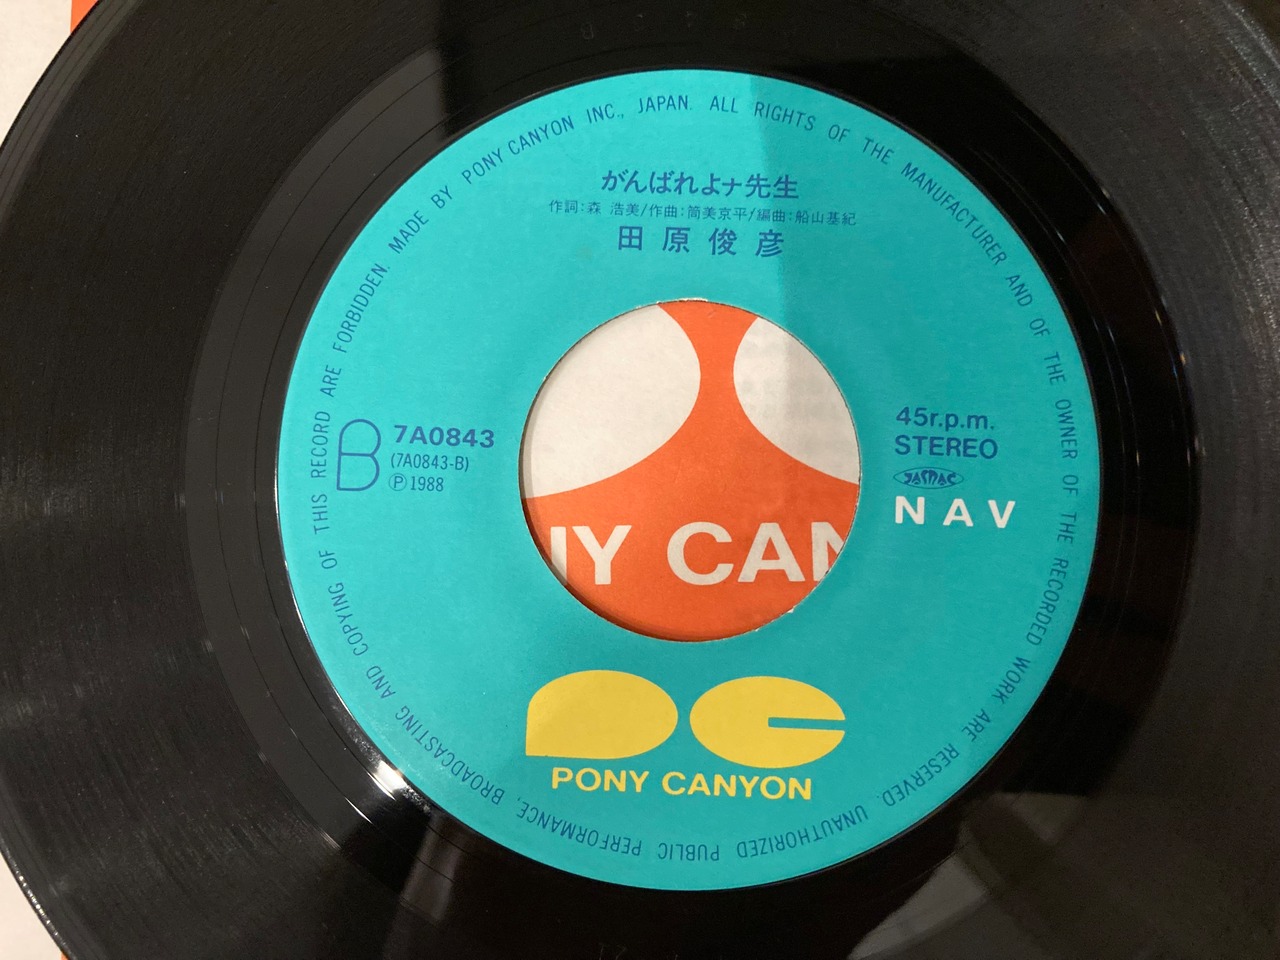 MADE BY PONY CANYON INC., JAPAN. ALL RIGHTS OF THE MANUFACTURER AND OF THE OWNER OF THE RECORDED WORK ARE RESERVED. UNAUTHORIZED PUBLIC PERFORMANCE, BROADCASTING AND COPYING OF THIS RECORD ARE FORBIDDEN.
がんばれよナ先生
作詞:森 浩美/作曲:筒美京平/編曲:船山基紀
田原俊彦
B
7A0843
(7A0843-B)
Ⓟ1988
45r.p.m.
STEREO
JASRAC
NAV
NY CAN
PONY CANYON